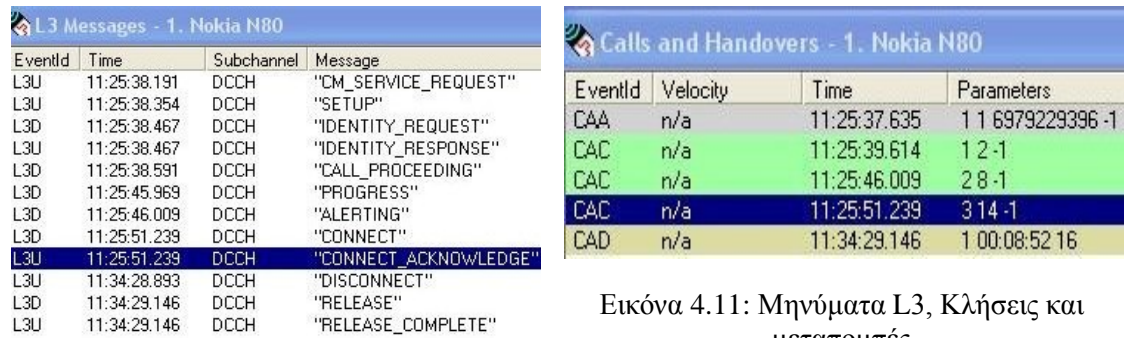 L3 Messages - 1. Nokia N80
EventId Time Subchannel Message
L3U 11:25:38.191 DCCH "CM_SERVICE_REQUEST"
L3U 11:25:38.354 DCCH "SETUP"
L3D 11:25:38.467 DCCH "IDENTITY_REQUEST"
L3U 11:25:38.467 DCCH "IDENTITY_RESPONSE"
L3D 11:25:38.591 DCCH "CALL_PROCEEDING"
L3D 11:25:45.969 DCCH "PROGRESS"
L3D 11:25:46.009 DCCH "ALERTING"
L3D 11:25:51.239 DCCH "CONNECT"
L3U 11:25:51.239 DCCH "CONNECT_ACKNOWLEDGE"
L3U 11:34:28.893 DCCH "DISCONNECT"
L3D 11:34:29.146 DCCH "RELEASE"
L3U 11:34:29.146 DCCH "RELEASE_COMPLETE"
Calls and Handovers - 1. Nokia N80
EventId Velocity Time Parameters
CAA n/a 11:25:37.635 1 1 6979229396 -1
CAC n/a 11:25:39.614 1 2 -1
CAC n/a 11:25:46.009 2 8 -1
CAC n/a 11:25:51.239 3 14 -1
CAD n/a 11:34:29.146 1 00:08:52 16
Εικόνα 4.11: Μηνύματα L3, Κλήσεις και